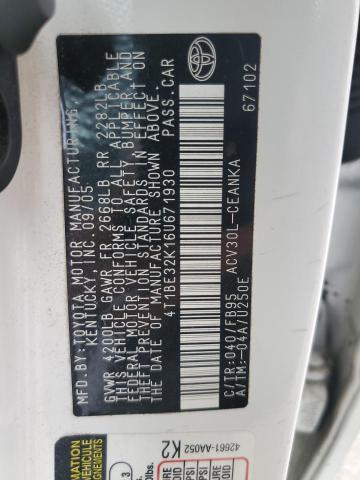 MFD. BY: TOYOTA MOTOR MANUFACTURING
KENTUCKY, INC. 09/05
GVWR 4200LB GAWR FR 2668LB RR 2282LB
THIS VEHICLE CONFORMS TO ALL APPLICABLE
FEDERAL MOTOR VEHICLE SAFETY, BUMPER, AND
THEFT PREVENTION STANDARDS IN EFFECT ON
THE DATE OF MANUFACTURE SHOWN ABOVE.
4T1BE32K16U671930 PASS.CAR
C/TR:040/FB95 ACV30L-CEANKA
A/TM:-04A/U250E 67102
42661-AA052
K2